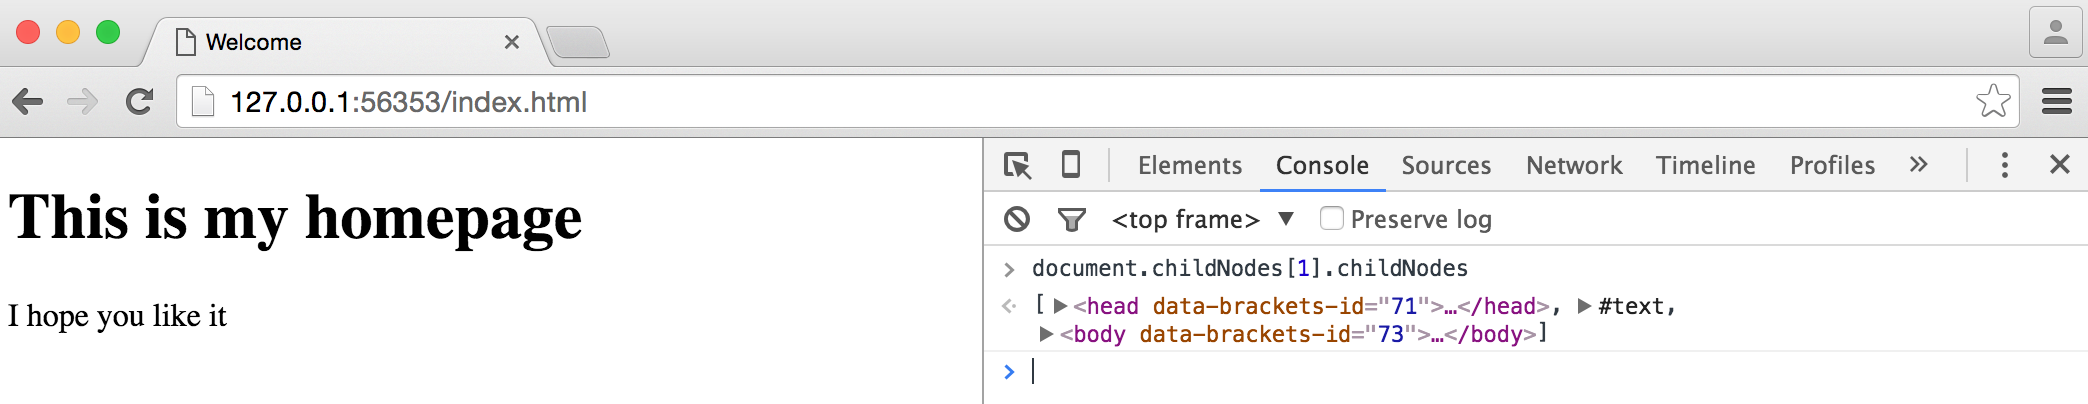 Welcome
127.0.0.1:56353/index.html
Elements Console Sources Network Timeline Profiles »
<top frame> ▼ Preserve log
This is my homepage
I hope you like it
> document.childNodes[1].childNodes
[▶<head data-brackets-id="71">…</head>, ▶#text,
▶<body data-brackets-id="73">…</body>]
>